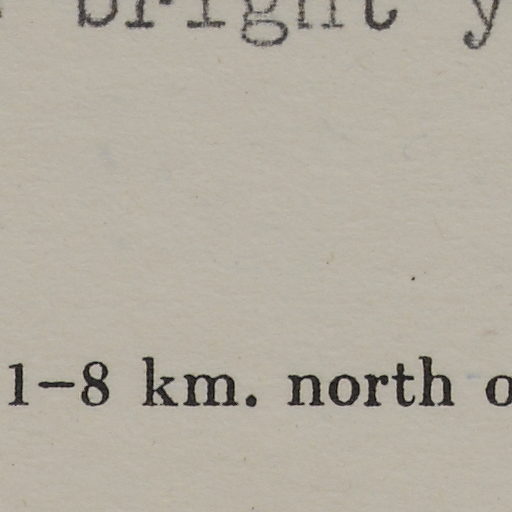 bright y
1–8 km. north o